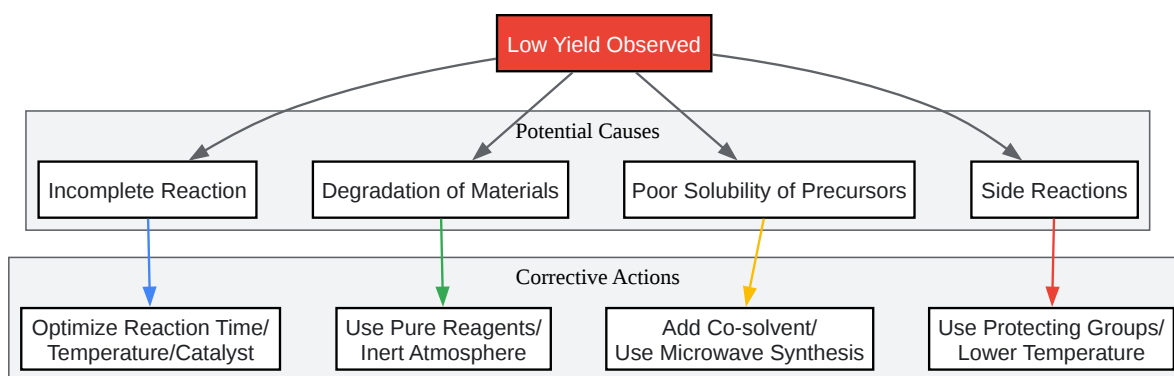 Low Yield Observed
Potential Causes
Incomplete Reaction
Degradation of Materials
Poor Solubility of Precursors
Side Reactions
Corrective Actions
Optimize Reaction Time/
Temperature/Catalyst
Use Pure Reagents/
Inert Atmosphere
Add Co-solvent/
Use Microwave Synthesis
Use Protecting Groups/
Lower Temperature